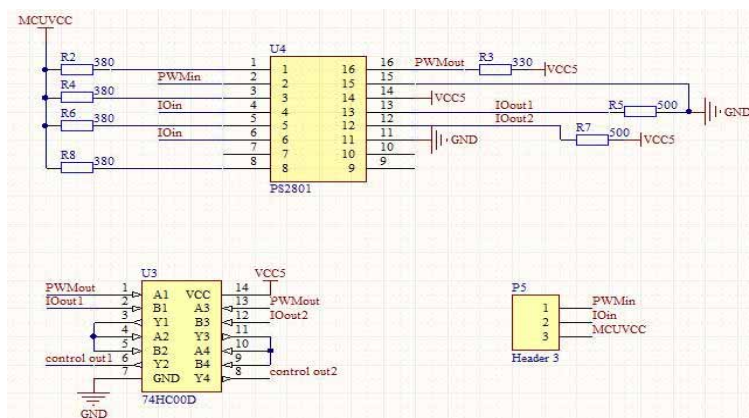 MCUVCC
U4
R2 380 1 1 16 16 PWMout R3 330 VCC5
PWMin 2 2 15 15
R4 380 3 3 14 14 VCC5
IOin 4 4 13 13 IOout1 R5 500
R6 380 5 5 12 12 IOout2
GND
IOin 6 6 11 11 GND R7 500 VCC5
7 7 10 10
R8 380 8 8 9 9
PS2801
U3
VCC5
PWMout 1 A1 VCC 14
IOout1 2 B1 A3 13 PWMout
3 Y1 B3 12 IOout2
4 A2 Y3 11
5 B2 A4 10
control out1 6 Y2 B4 9
7 GND Y4 8 control out2
GND
74HC00D
P5
1 PWMin
2 IOin
3 MCUVCC
Header 3